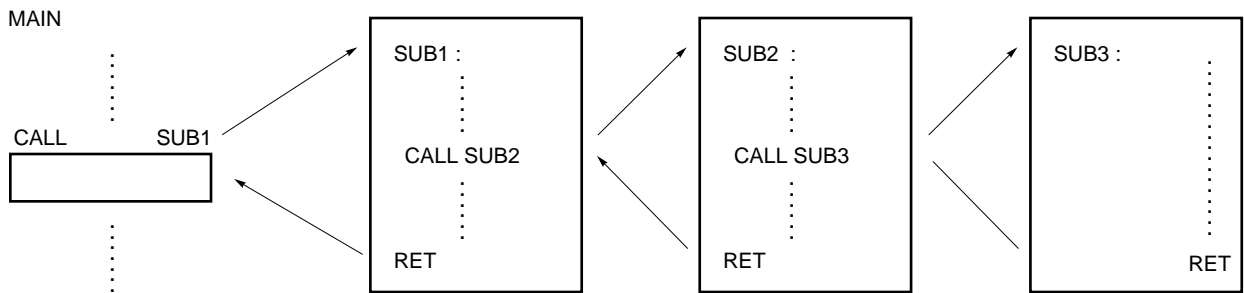 MAIN
CALL SUB1
SUB1 :
CALL SUB2
RET
SUB2 :
CALL SUB3
RET
SUB3 :
RET